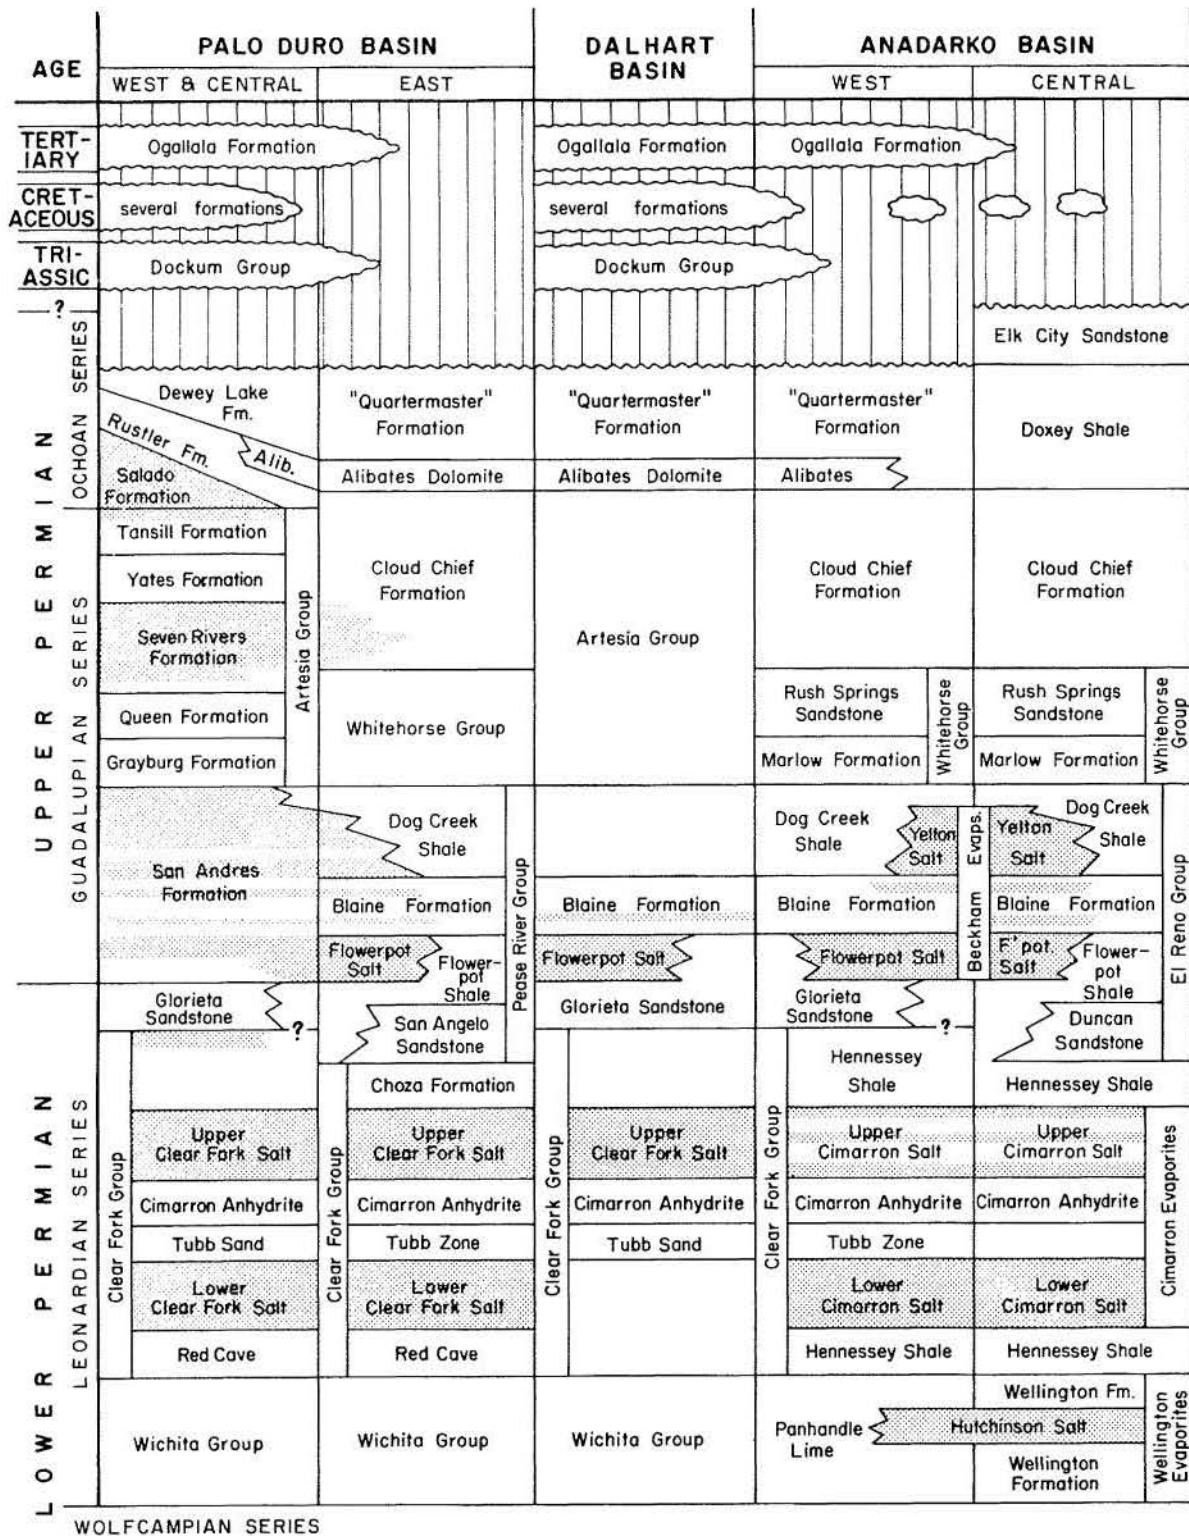 AGE
PALO DURO BASIN
WEST & CENTRAL
EAST
DALHART
BASIN
ANADARKO BASIN
WEST
CENTRAL
TERT-
IARY
Ogallala Formation
Ogallala Formation
Ogallala Formation
CRET-
ACEOUS
several formations
several formations
TRI-
ASSIC
Dockum Group
Dockum Group
?
UPPER PERMIAN
OCHOAN SERIES
GUADALUPIAN SERIES
LOWER PERMIAN
LEONARDIAN SERIES
WOLFCAMPIAN SERIES
Dewey Lake
Fm.
Rustler Fm.
Alib.
Salado
Formation
Tansill Formation
Yates Formation
Seven Rivers
Formation
Queen Formation
Grayburg Formation
Artesia Group
San Andres
Formation
Glorieta
Sandstone
?
Clear Fork Group
Upper
Clear Fork Salt
Cimarron Anhydrite
Tubb Sand
Lower
Clear Fork Salt
Red Cave
Wichita Group
"Quartermaster"
Formation
Alibates Dolomite
Cloud Chief
Formation
Whitehorse Group
Dog Creek
Shale
Blaine Formation
Flowerpot
Salt
Flower-
pot
Shale
San Angelo
Sandstone
Pease River Group
Choza Formation
Clear Fork Group
Upper
Clear Fork Salt
Cimarron Anhydrite
Tubb Zone
Lower
Clear Fork Salt
Red Cave
Wichita Group
"Quartermaster"
Formation
Alibates Dolomite
Artesia Group
Blaine Formation
Flowerpot Salt
Glorieta Sandstone
Clear Fork Group
Upper
Clear Fork Salt
Cimarron Anhydrite
Tubb Sand
Wichita Group
"Quartermaster"
Formation
Alibates
Cloud Chief
Formation
Rush Springs
Sandstone
Marlow Formation
Whitehorse
Group
Dog Creek
Shale
Yelton
Salt
Beckham Evaps.
Blaine Formation
Flowerpot Salt
Glorieta
Sandstone
?
Hennessey
Shale
Clear Fork Group
Upper
Cimarron Salt
Cimarron Anhydrite
Tubb Zone
Lower
Cimarron Salt
Hennessey Shale
Panhandle
Lime
Elk City Sandstone
Doxey Shale
Cloud Chief
Formation
Rush Springs
Sandstone
Marlow Formation
Whitehorse
Group
Yelton
Salt
Dog Creek
Shale
Blaine Formation
F'pot.
Salt
Flower-
pot
Shale
Duncan
Sandstone
El Reno Group
Hennessey Shale
Upper
Cimarron Salt
Cimarron Anhydrite
Lower
Cimarron Salt
Cimarron Evaporites
Hennessey Shale
Wellington Fm.
Hutchinson Salt
Wellington
Formation
Wellington
Evaporites